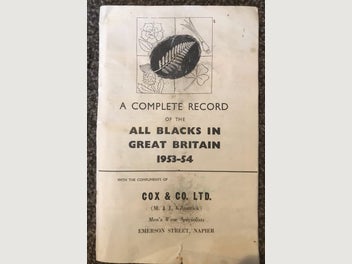 A COMPLETE RECORD
OF THE
ALL BLACKS IN
GREAT BRITAIN
1953-54
WITH THE COMPLIMENTS OF
COX & CO. LTD.
Men's Wear Specialists
EMERSON STREET, NAPIER